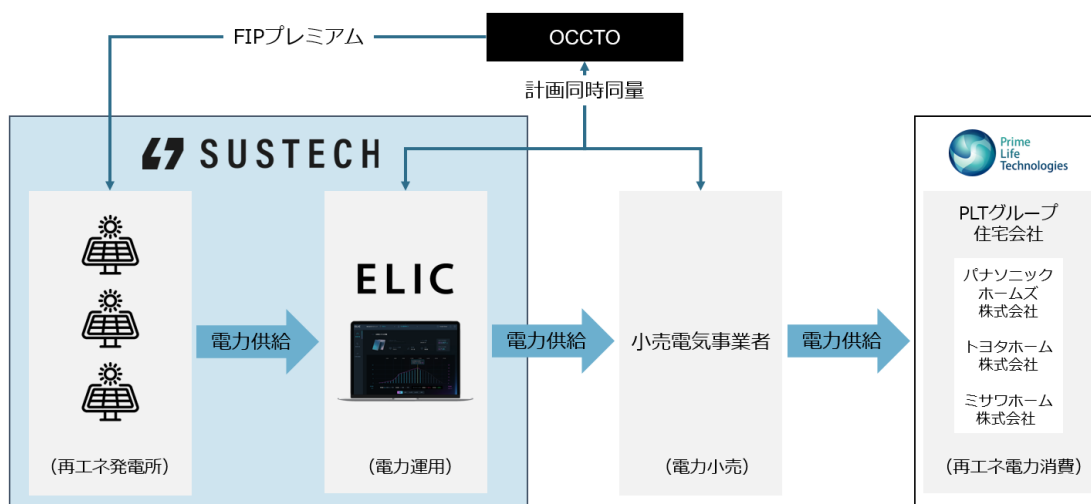 FIPプレミアム
OCCTO
計画同時同量
SUSTECH
Prime
Life
Technologies
PLTグループ
住宅会社
パナソニック
ホームズ
株式会社
トヨタホーム
株式会社
ミサワホーム
株式会社
ELIC
電力供給
電力供給
小売電気事業者
電力供給
(再エネ発電所)
(電力運用)
(電力小売)
(再エネ電力消費)